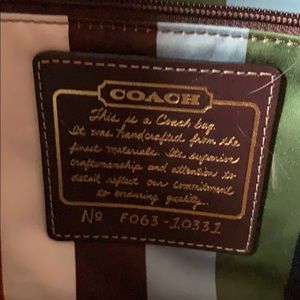 COACH
This is a Coach bag.
It was handcrafted from the
finest materials. Its superior
craftsmanship and attention to
detail reflect our commitment
to enduring quality.
No F063-10331